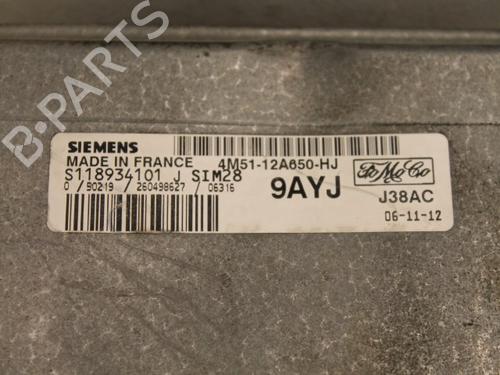 B-PARTS
SIEMENS
MADE IN FRANCE 4M51-12A650-HJ
S118934101 J SIM28
0 / 90219 / 260498627 / 06316
9AYJ
FoMoCo
J38AC
06-11-12